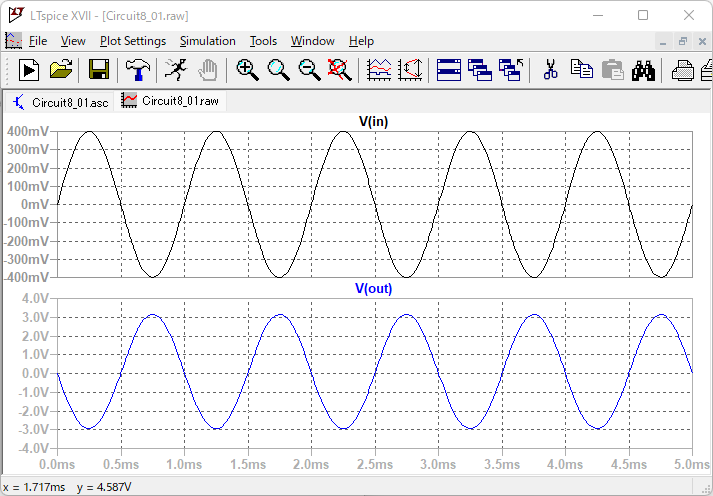 LTspice XVII - [Circuit8_01.raw]
File View Plot Settings Simulation Tools Window Help
Circuit8_01.asc Circuit8_01.raw
V(in)
400mV
300mV
200mV
100mV
0mV
-100mV
-200mV
-300mV
-400mV
V(out)
4.0V
3.0V
2.0V
1.0V
0.0V
-1.0V
-2.0V
-3.0V
-4.0V
0.0ms 0.5ms 1.0ms 1.5ms 2.0ms 2.5ms 3.0ms 3.5ms 4.0ms 4.5ms 5.0ms
x = 1.717ms y = 4.587V